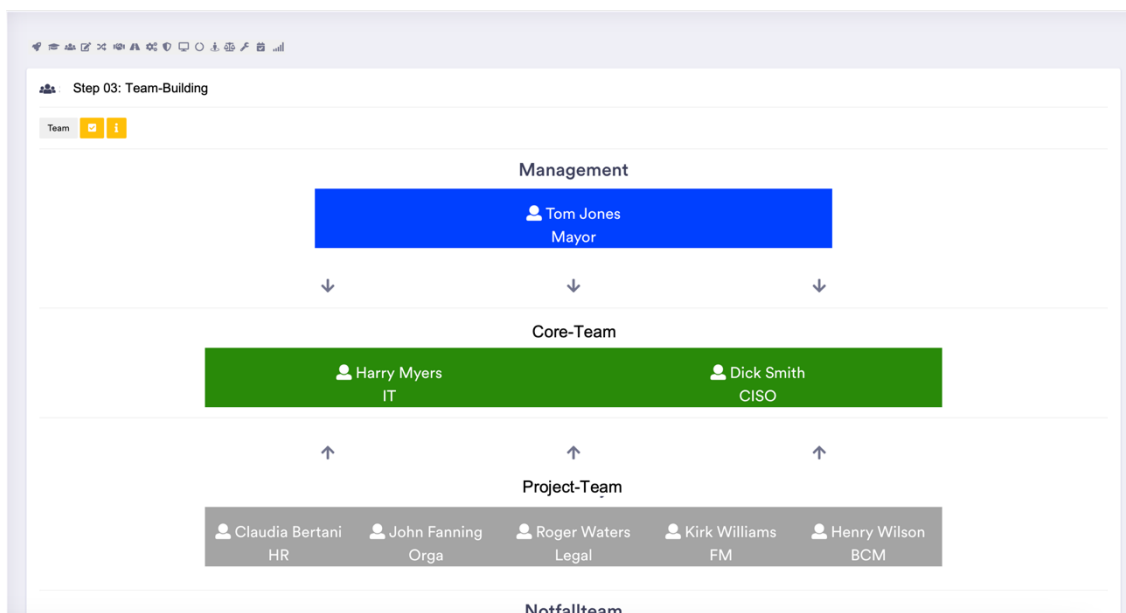 Step 03: Team-Building
Team
Management
Tom Jones
Mayor
Core-Team
Harry Myers Dick Smith
IT CISO
Project-Team
Claudia Bertani John Fanning Roger Waters Kirk Williams Henry Wilson
HR Orga Legal FM BCM
Notfallteam